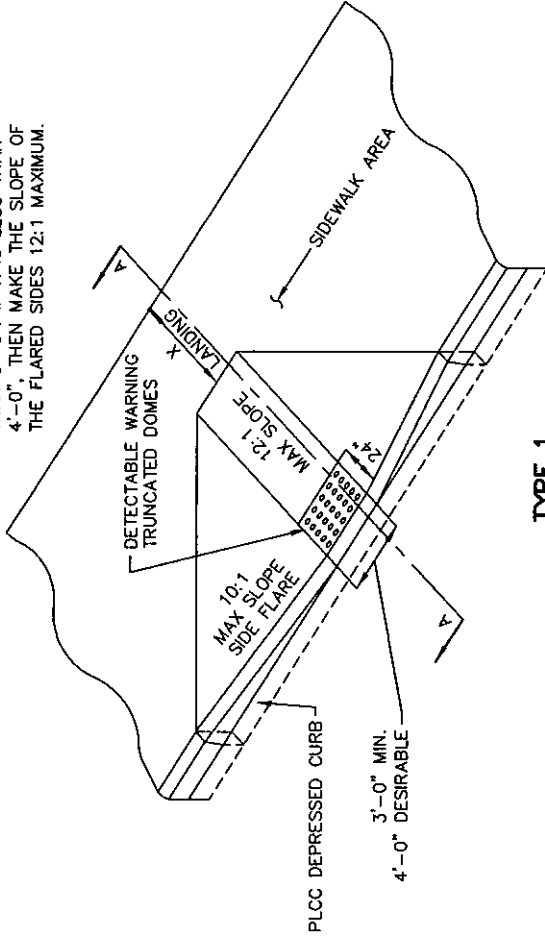 4'-0", THEN MAKE THE SLOPE OF
THE FLARED SIDES 12:1 MAXIMUM.
A
X
LANDING
SIDEWALK AREA
DETECTABLE WARNING
TRUNCATED DOMES
12:1
MAX SLOPE
24"
10:1
MAX SLOPE
SIDE FLARE
A
PLCC DEPRESSED CURB
3'-0" MIN.
4'-0" DESIRABLE
TYPE 1